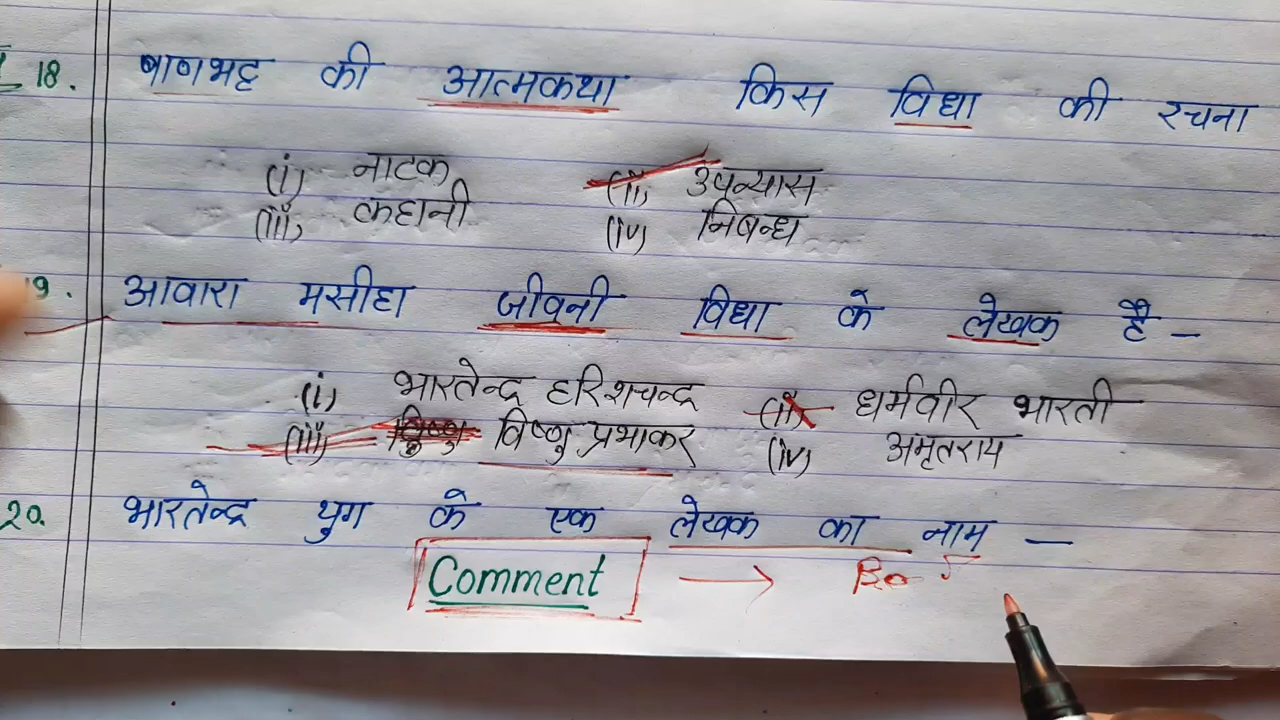 18. बाणभट्ट की आत्मकथा किस विधा की रचना
(i) नाटक (ii) उपन्यास
(iii) कहानी (iv) निबन्ध
19. आवारा मसीहा जीवनी विधा के लेखक है –
(i) भारतेन्द्र हरिशचन्द्र (ii) धर्मवीर भारती
(iii) विष्णु प्रभाकर (iv) अमृतराय
20. भारतेन्द्र युग के एक लेखक का नाम –
Comment →